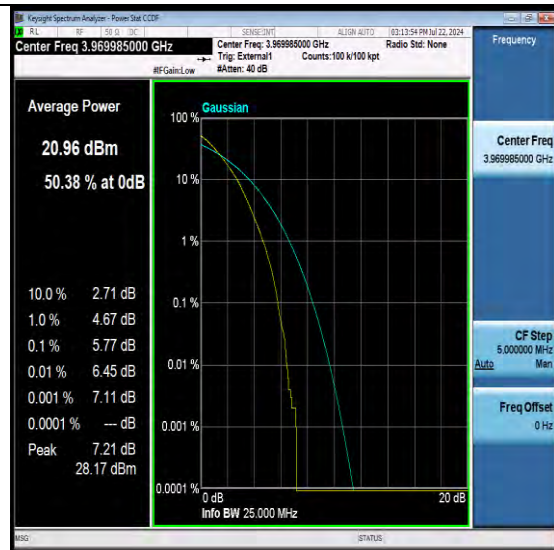 Keysight Spectrum Analyzer - Power Stat CCDF
RL RF 50 Ω DC SENSE:INT ALIGN AUTO 03:13:54 PM Jul 22, 2024
Center Freq 3.969985000 GHz
Center Freq: 3.969985000 GHz Radio Std: None
Trig: External1 Counts:100 k/100 kpt
#IFGain:Low #Atten: 40 dB
Frequency
Average Power
20.96 dBm
50.38 % at 0dB
10.0 % 2.71 dB
1.0 % 4.67 dB
0.1 % 5.77 dB
0.01 % 6.45 dB
0.001 % 7.11 dB
0.0001 % --- dB
Peak 7.21 dB
28.17 dBm
Gaussian
100 %
10 %
1 %
0.1 %
0.01 %
0.001 %
0.0001 %
0 dB 20 dB
Info BW 25.000 MHz
Center Freq
3.969985000 GHz
CF Step
5.000000 MHz
Auto Man
Freq Offset
0 Hz
MSG STATUS